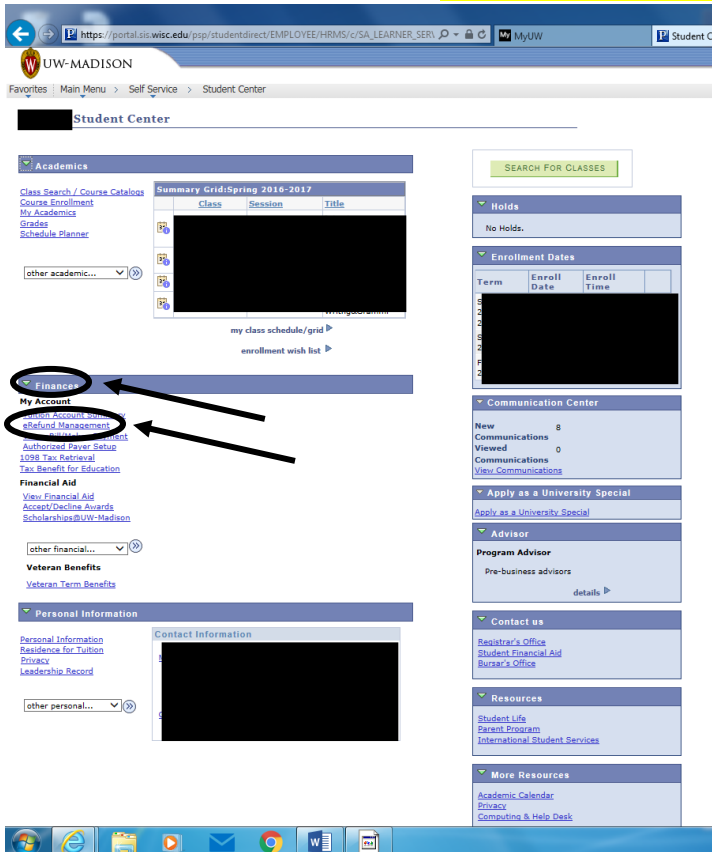 https://portal.sis.wisc.edu/psp/studentdirect/EMPLOYEE/HRMS/c/SA_LEARNER_SER\
My MyUW
Student C
W UW-MADISON
Favorites Main Menu > Self Service > Student Center
Student Center
Academics
Class Search / Course Catalogs
Course Enrollment
My Academics
Grades
Schedule Planner
other academic...
Summary Grid:Spring 2016-2017
Class Session Title
my class schedule/grid
enrollment wish list
Finances
My Account
Tuition Account Summary
eRefund Management
Authorized Payer Setup
1098 Tax Retrieval
Tax Benefit for Education
Financial Aid
View Financial Aid
Accept/Decline Awards
Scholarships@UW-Madison
other financial...
Veteran Benefits
Veteran Term Benefits
Personal Information
Personal Information
Residence for Tuition
Privacy
Leadership Record
other personal...
Contact Information
SEARCH FOR CLASSES
Holds
No Holds.
Enrollment Dates
Term Enroll Date Enroll Time
Communication Center
New Communications 8
Viewed Communications 0
View Communications
Apply as a University Special
Apply as a University Special
Advisor
Program Advisor
Pre-business advisors
details
Contact us
Registrar's Office
Student Financial Aid
Bursar's Office
Resources
Student Life
Parent Program
International Student Services
More Resources
Academic Calendar
Privacy
Computing & Help Desk